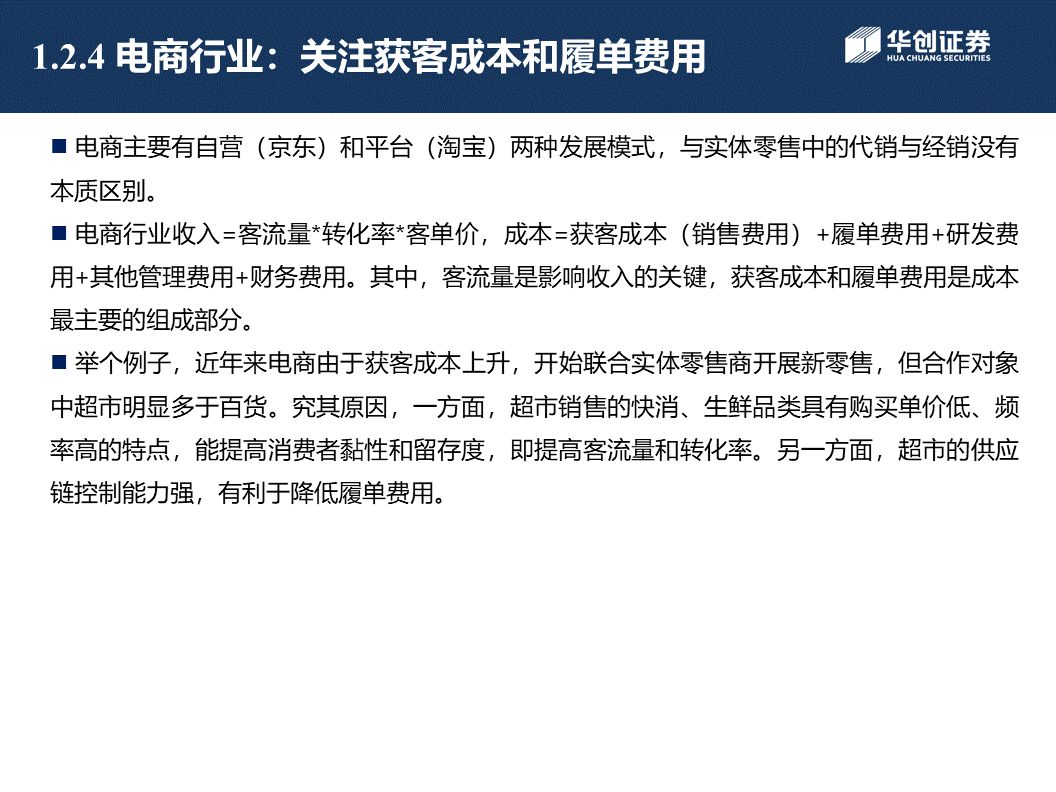 1.2.4 电商行业：关注获客成本和履单费用
华创证券
HUA CHUANG SECURITIES
■ 电商主要有自营（京东）和平台（淘宝）两种发展模式，与实体零售中的代销与经销没有
本质区别。
■ 电商行业收入=客流量*转化率*客单价，成本=获客成本（销售费用）+履单费用+研发费
用+其他管理费用+财务费用。其中，客流量是影响收入的关键，获客成本和履单费用是成本
最主要的组成部分。
■ 举个例子，近年来电商由于获客成本上升，开始联合实体零售商开展新零售，但合作对象
中超市明显多于百货。究其原因，一方面，超市销售的快消、生鲜品类具有购买单价低、频
率高的特点，能提高消费者黏性和留存度，即提高客流量和转化率。另一方面，超市的供应
链控制能力强，有利于降低履单费用。